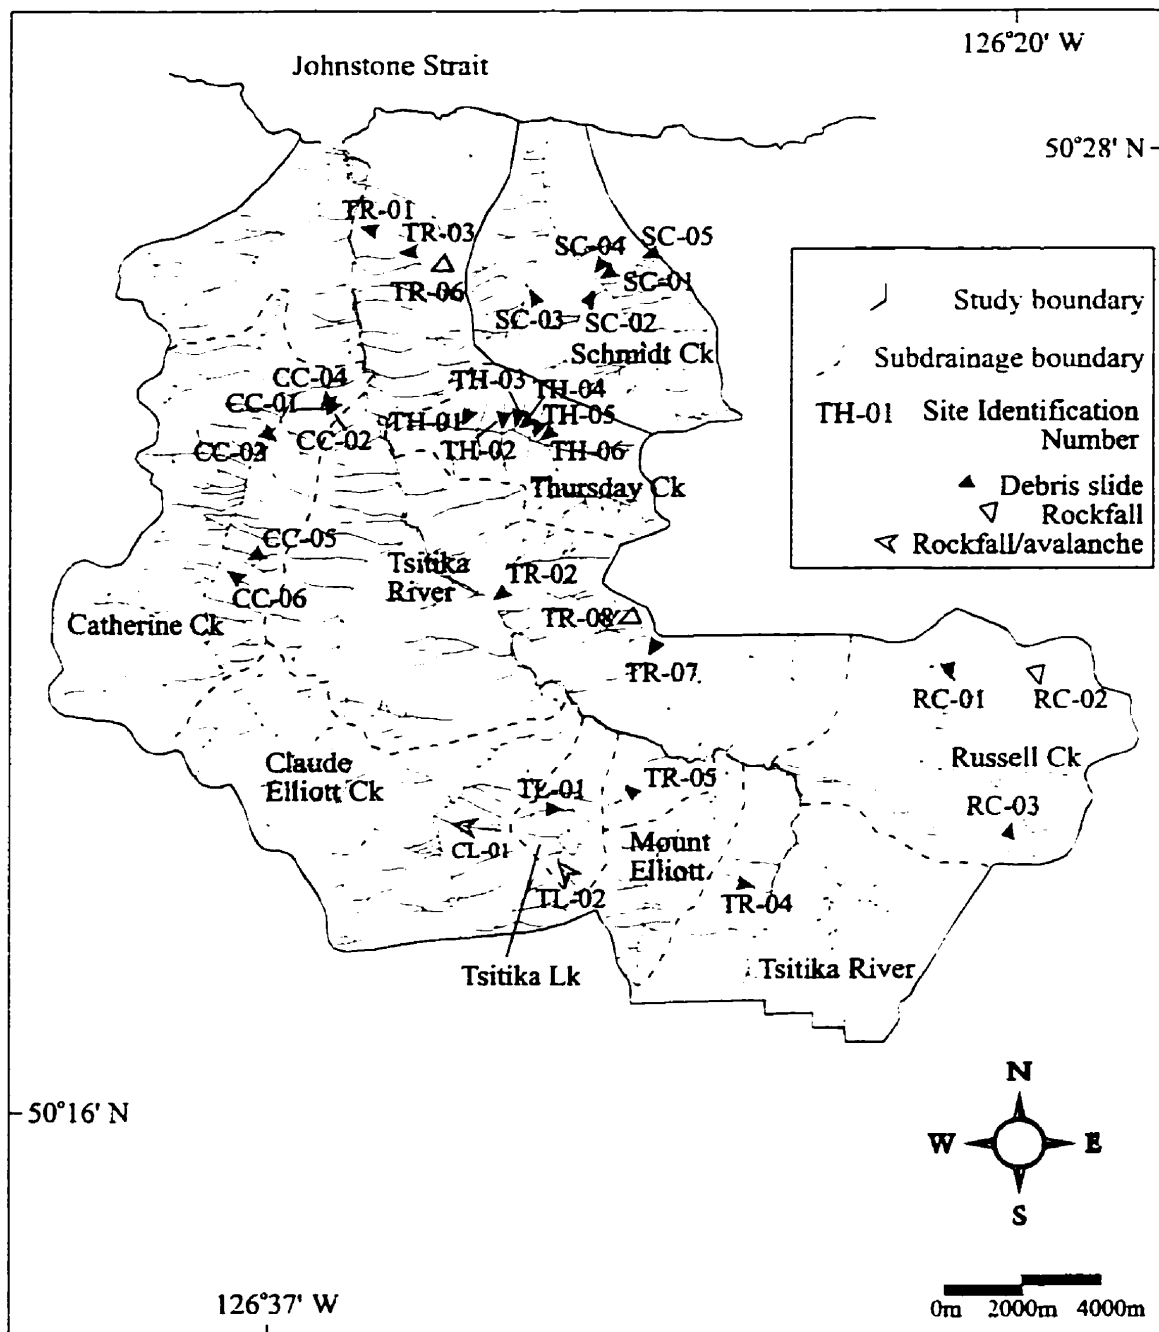 126°20' W
Johnstone Strait
50°28' N
TR-01
TR-03
TR-06
SC-04
SC-05
SC-01
SC-03
SC-02
Schmidt Ck
Study boundary
Subdrainage boundary
TH-01 Site Identification
Number
Debris slide
Rockfall
Rockfall/avalanche
CC-04
CC-01
CC-02
CC-03
TH-03
TH-04
TH-01
TH-05
TH-02
TH-06
Thursday Ck
CC-05
CC-06
Catherine Ck
Tsitika
River
TR-02
TR-08
TR-07
RC-01
RC-02
Russell Ck
RC-03
Claude
Elliott Ck
TL-01
TR-05
CL-01
Mount
Elliott
TL-02
TR-04
Tsitika Lk
Tsitika River
50°16' N
N
W
E
S
126°37' W
0m
2000m
4000m